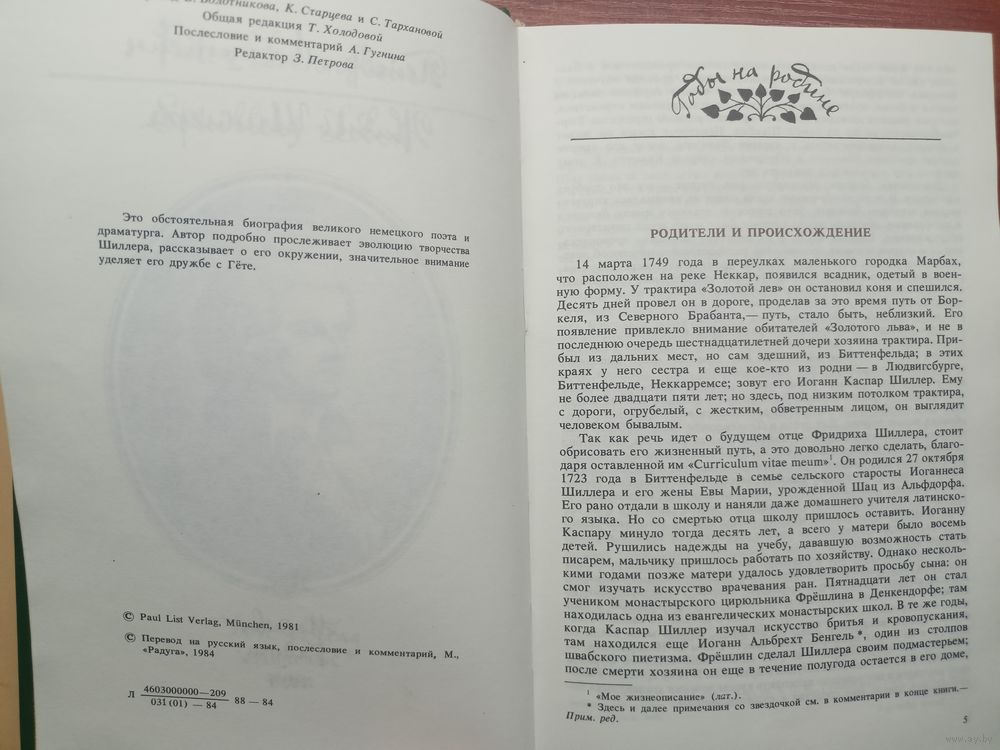 Болотникова, К. Старцева и С. Тархановой
Общая редакция Т. Холодовой
Послесловие и комментарий А. Гугнина
Редактор З. Петрова
Это обстоятельная биография великого немецкого поэта и
драматурга. Автор подробно прослеживает эволюцию творчества
Шиллера, рассказывает о его окружении, значительное внимание
уделяет его дружбе с Гёте.
© Paul List Verlag, München, 1981
© Перевод на русский язык, послесловие и комментарий, М.,
«Радуга», 1984
Л 4603000000—209
031 (01) — 84 88 — 84
Годы на родине
РОДИТЕЛИ И ПРОИСХОЖДЕНИЕ
14 марта 1749 года в переулках маленького городка Марбах,
что расположен на реке Неккар, появился всадник, одетый в воен-
ную форму. У трактира «Золотой лев» он остановил коня и спешился.
Десять дней провел он в дороге, проделав за это время путь от Бор-
келя, из Северного Брабанта,— путь, стало быть, неблизкий. Его
появление привлекло внимание обитателей «Золотого льва», и не в
последнюю очередь шестнадцатилетней дочери хозяина трактира. При-
был из дальних мест, но сам здешний, из Биттенфельда; в этих
краях у него сестра и еще кое-кто из родни — в Людвигсбурге,
Биттенфельде, Неккарремсе; зовут его Иоганн Каспар Шиллер. Ему
не более двадцати пяти лет; но здесь, под низким потолком трактира,
с дороги, огрубелый, с жестким, обветренным лицом, он выглядит
человеком бывалым.
Так как речь идет о будущем отце Фридриха Шиллера, стоит
обрисовать его жизненный путь, а это довольно легко сделать, благо-
даря оставленной им «Curriculum vitae meum»¹. Он родился 27 октября
1723 года в Биттенфельде в семье сельского старосты Иоганнеса
Шиллера и его жены Евы Марии, урожденной Шац из Альфдорфа.
Его рано отдали в школу и наняли даже домашнего учителя латинско-
го языка. Но со смертью отца школу пришлось оставить. Иоганну
Каспару минуло тогда десять лет, а всего у матери было восемь
детей. Рушились надежды на учебу, дававшую возможность стать
писарем, мальчику пришлось работать по хозяйству. Однако несколь-
кими годами позже матери удалось удовлетворить просьбу сына: он
смог изучать искусство врачевания ран. Пятнадцати лет он стал
учеником монастырского цирюльника Фрёшлина в Денкендорфе; там
находилась одна из евангелических монастырских школ. В те же годы,
когда Каспар Шиллер изучал искусство бритья и кровопускания,
там находился еще Иоганн Альбрехт Бенгель*, один из столпов
швабского пиетизма. Фрёшлин сделал Шиллера своим подмастерьем;
после смерти хозяина он еще в течение полугода остается в его доме,
¹ «Мое жизнеописание» (лат.).
* Здесь и далее примечания со звездочкой см. в комментарии в конце книги.—
Прим. ред.
5
www.ay.by